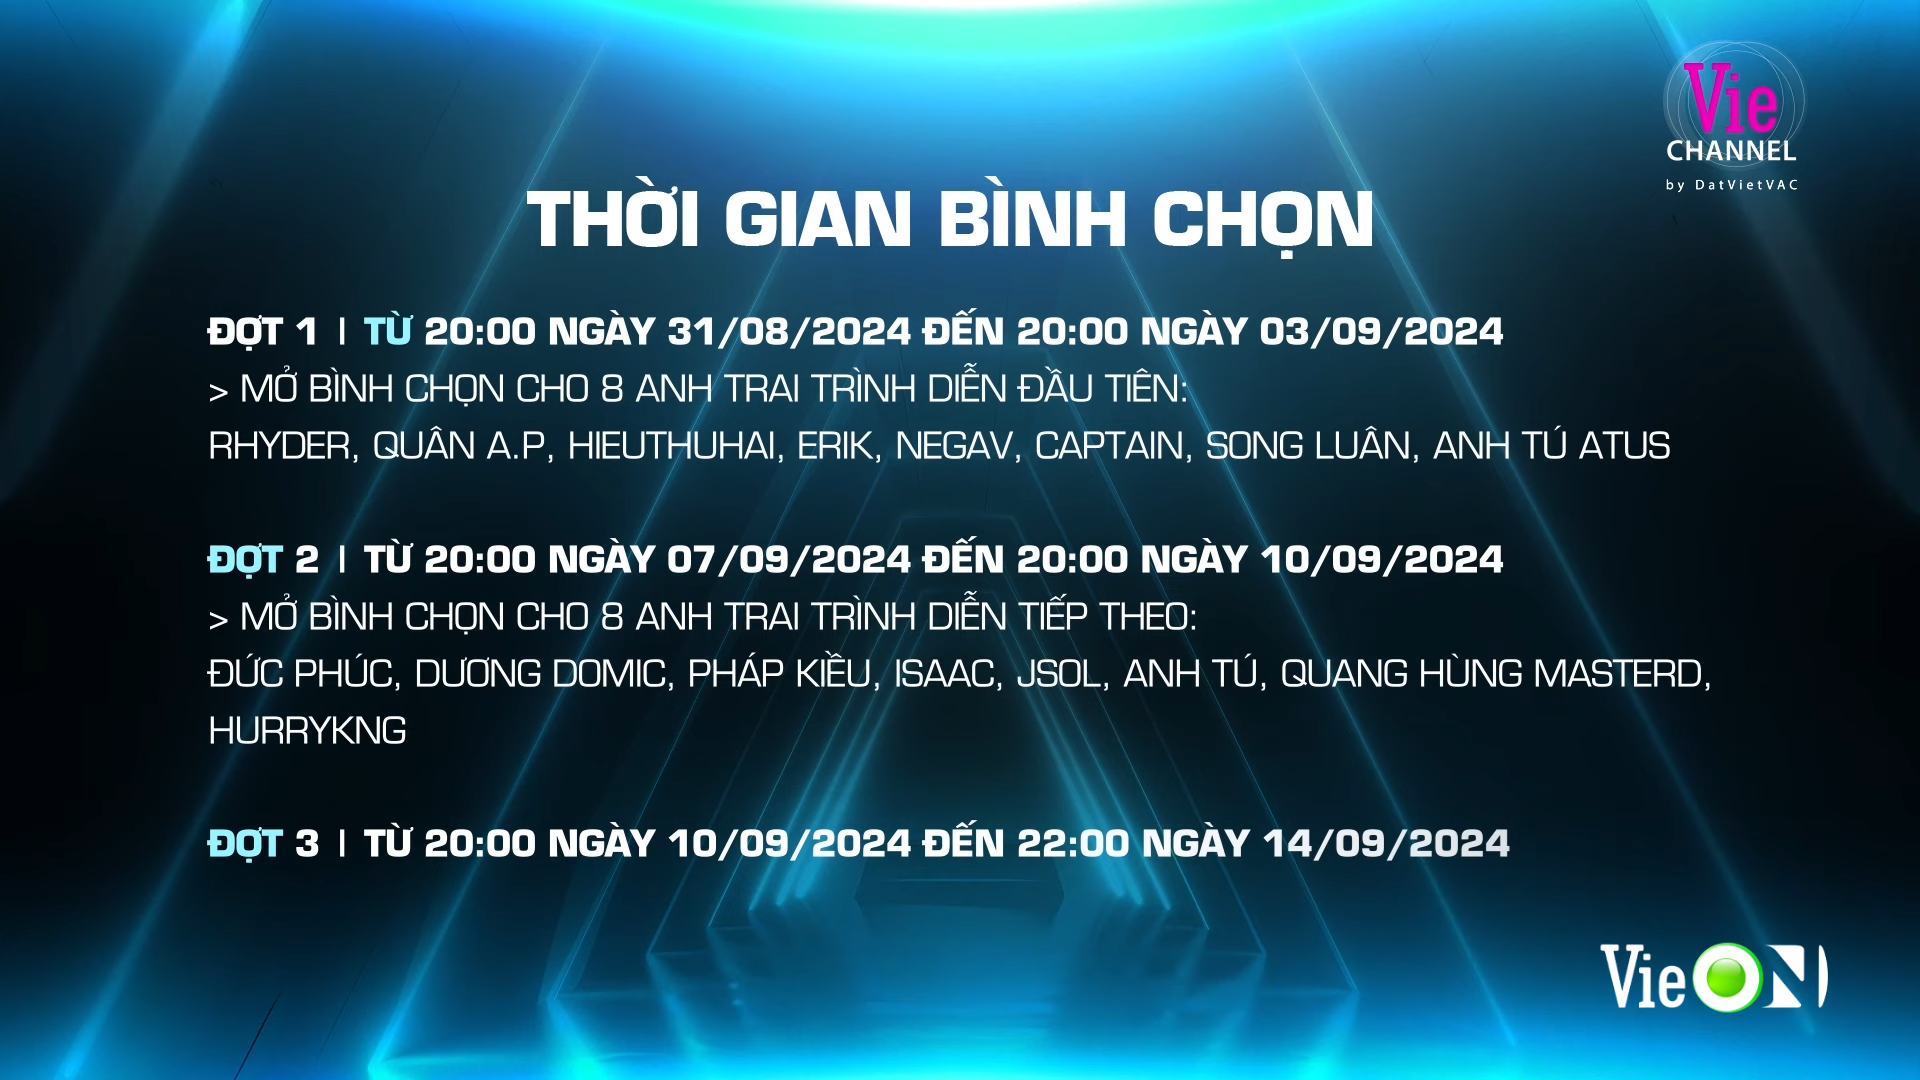 Vie
CHANNEL
by DatVietVAC
THỜI GIAN BÌNH CHỌN
ĐỢT 1 | TỪ 20:00 NGÀY 31/08/2024 ĐẾN 20:00 NGÀY 03/09/2024
> MỞ BÌNH CHỌN CHO 8 ANH TRAI TRÌNH DIỄN ĐẦU TIÊN:
RHYDER, QUÂN A.P, HIEUTHUHAI, ERIK, NEGAV, CAPTAIN, SONG LUÂN, ANH TÚ ATUS
ĐỢT 2 | TỪ 20:00 NGÀY 07/09/2024 ĐẾN 20:00 NGÀY 10/09/2024
> MỞ BÌNH CHỌN CHO 8 ANH TRAI TRÌNH DIỄN TIẾP THEO:
ĐỨC PHÚC, DƯƠNG DOMIC, PHÁP KIỀU, ISAAC, JSOL, ANH TÚ, QUANG HÙNG MASTERD,
HURRYKNG
ĐỢT 3 | TỪ 20:00 NGÀY 10/09/2024 ĐẾN 22:00 NGÀY 14/09/2024
VieON